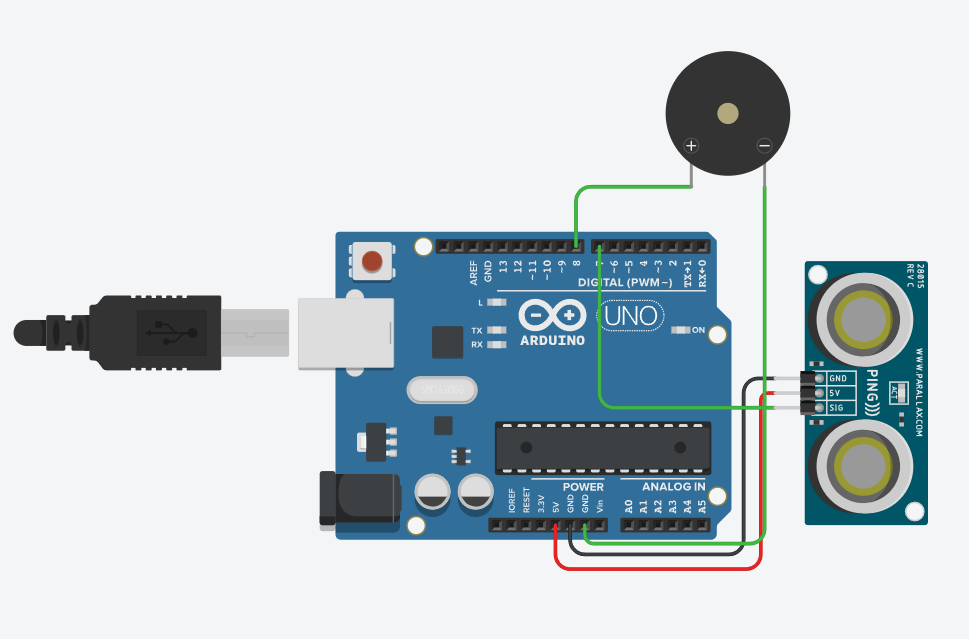 +
−
AREF
GND
13
12
~11
~10
~9
8
~6
~5
4
~3
2
TX→1
RX←0
DIGITAL (PWM~)
L
TX
RX
ARDUINO
UNO
ON
POWER
ANALOG IN
IOREF
RESET
3.3V
5V
GND
GND
Vin
A0
A1
A2
A3
A4
A5
28015
REV C
GND
5V
SIG
PING)))
WWW.PARALLAX.COM